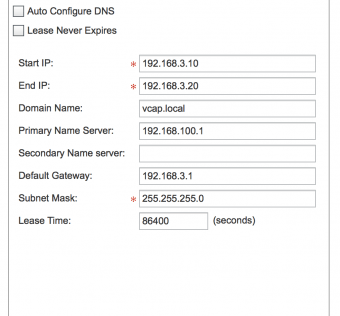 Auto Configure DNS
Lease Never Expires
Start IP: * 192.168.3.10
End IP: * 192.168.3.20
Domain Name: vcap.local
Primary Name Server: 192.168.100.1
Secondary Name server:
Default Gateway: 192.168.3.1
Subnet Mask: * 255.255.255.0
Lease Time: 86400 (seconds)